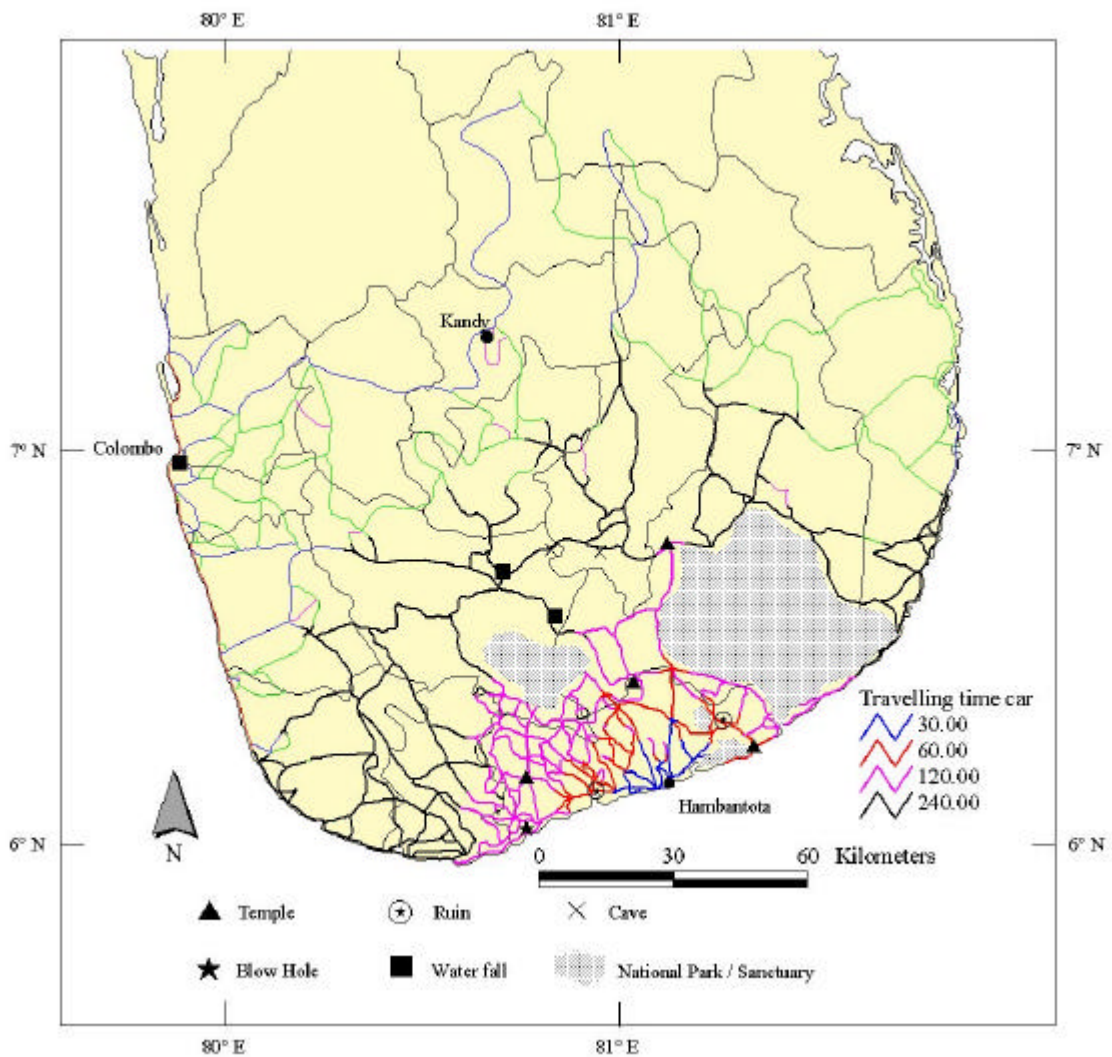 80° E 81° E
Kandy
Colombo
7° N 7° N
Travelling time car
30.00
60.00
120.00
240.00
Hambantota
6° N 6° N
N
0 30 60 Kilometers
Temple Ruin Cave
Blow Hole Water fall National Park / Sanctuary
80° E 81° E